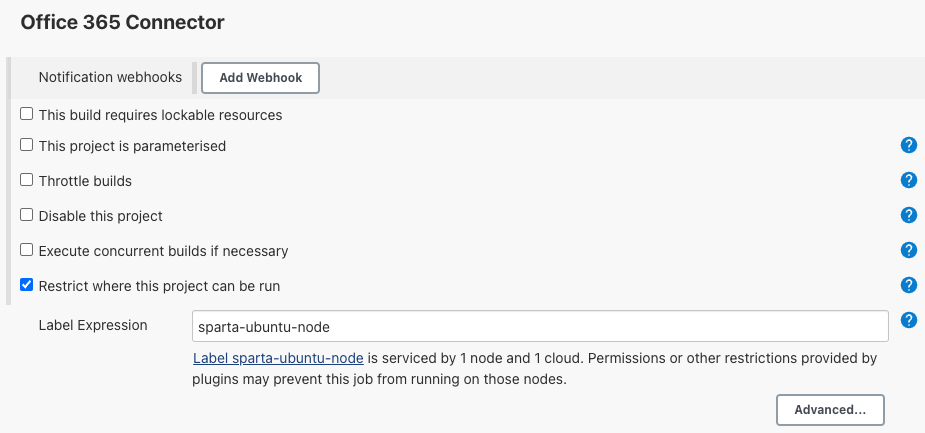 Office 365 Connector
Notification webhooks
Add Webhook
This build requires lockable resources
This project is parameterised
?
Throttle builds
?
Disable this project
?
Execute concurrent builds if necessary
?
Restrict where this project can be run
?
Label Expression
sparta-ubuntu-node
?
Label sparta-ubuntu-node is serviced by 1 node and 1 cloud. Permissions or other restrictions provided by
plugins may prevent this job from running on those nodes.
Advanced...